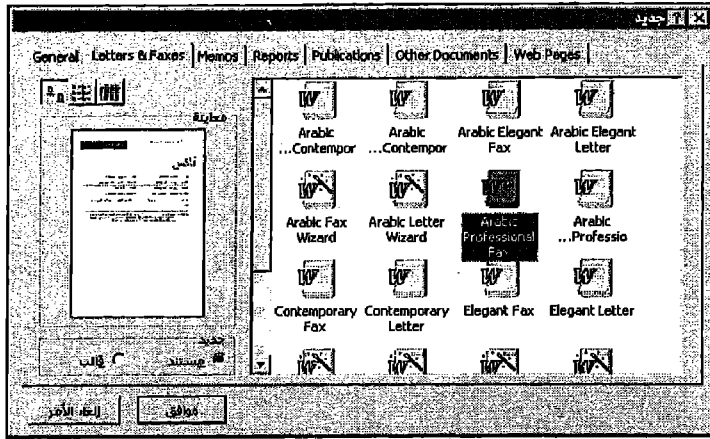 جديد
General Letters & Faxes Memos Reports Publications Other Documents Web Pages
معاينة
فاكس
Arabic Contempor... Arabic Contempor... Arabic Elegant Fax Arabic Elegant Letter
Arabic Fax Wizard Arabic Letter Wizard Arabic Professional Fax Arabic Professio...
Contemporary Fax Contemporary Letter Elegant Fax Elegant Letter
جديد
مستند قالب
موافق إلغاء الأمر